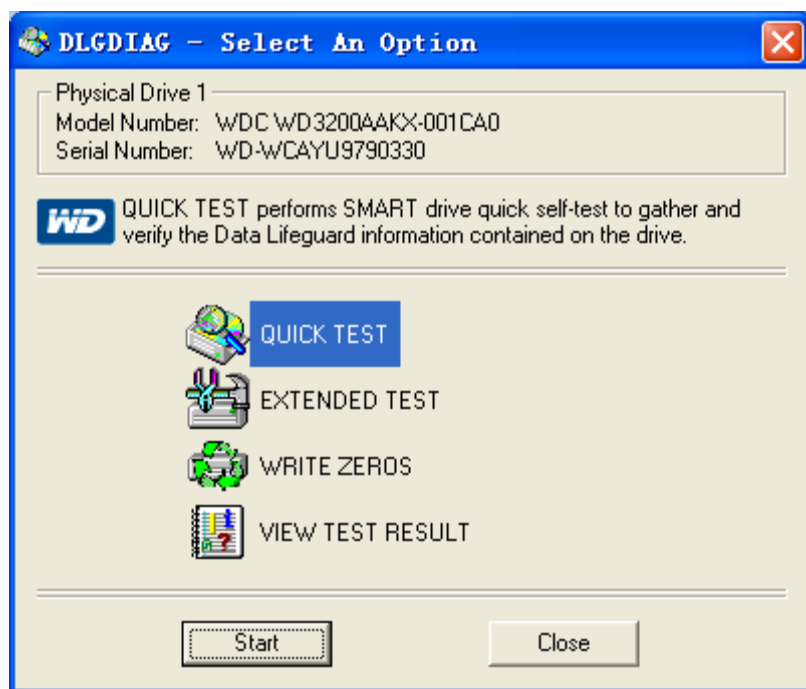 DLGDIAG - Select An Option
Physical Drive 1
Model Number: WDC WD3200AAKX-001CA0
Serial Number: WD-WCAYU9790330
WD
QUICK TEST performs SMART drive quick self-test to gather and
verify the Data Lifeguard information contained on the drive.
QUICK TEST
EXTENDED TEST
WRITE ZEROS
VIEW TEST RESULT
Start
Close